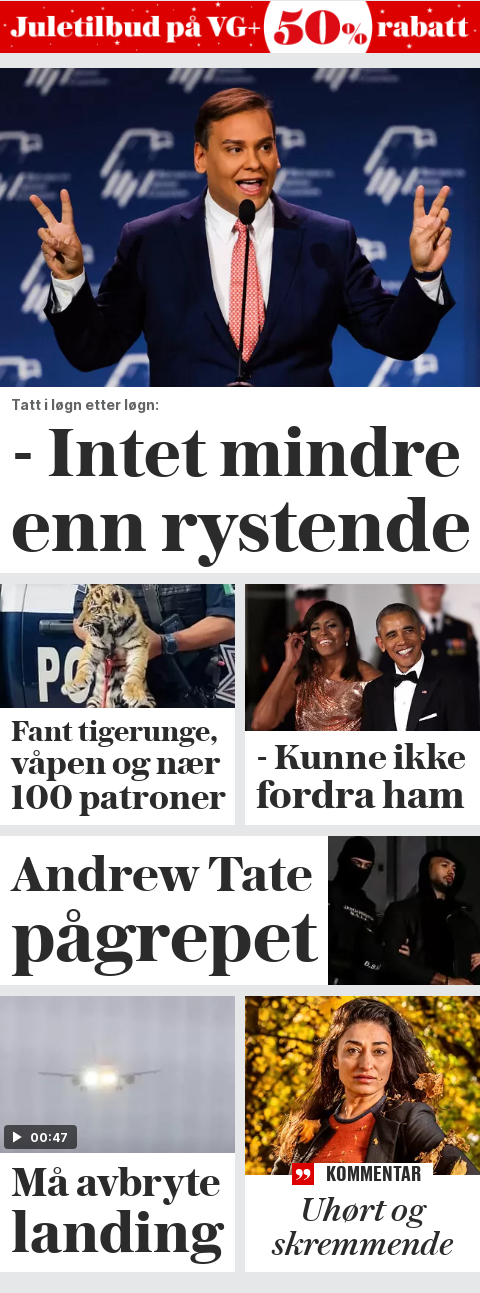 Juletilbud på VG+ 50% rabatt
Tatt i løgn etter løgn:
- Intet mindre
enn rystende
PO
Fant tigerunge,
våpen og nær
100 patroner
- Kunne ikke
fordra ham
Andrew Tate
pågrepet
00:47
Må avbryte
landing
KOMMENTAR
Uhørt og
skremmende